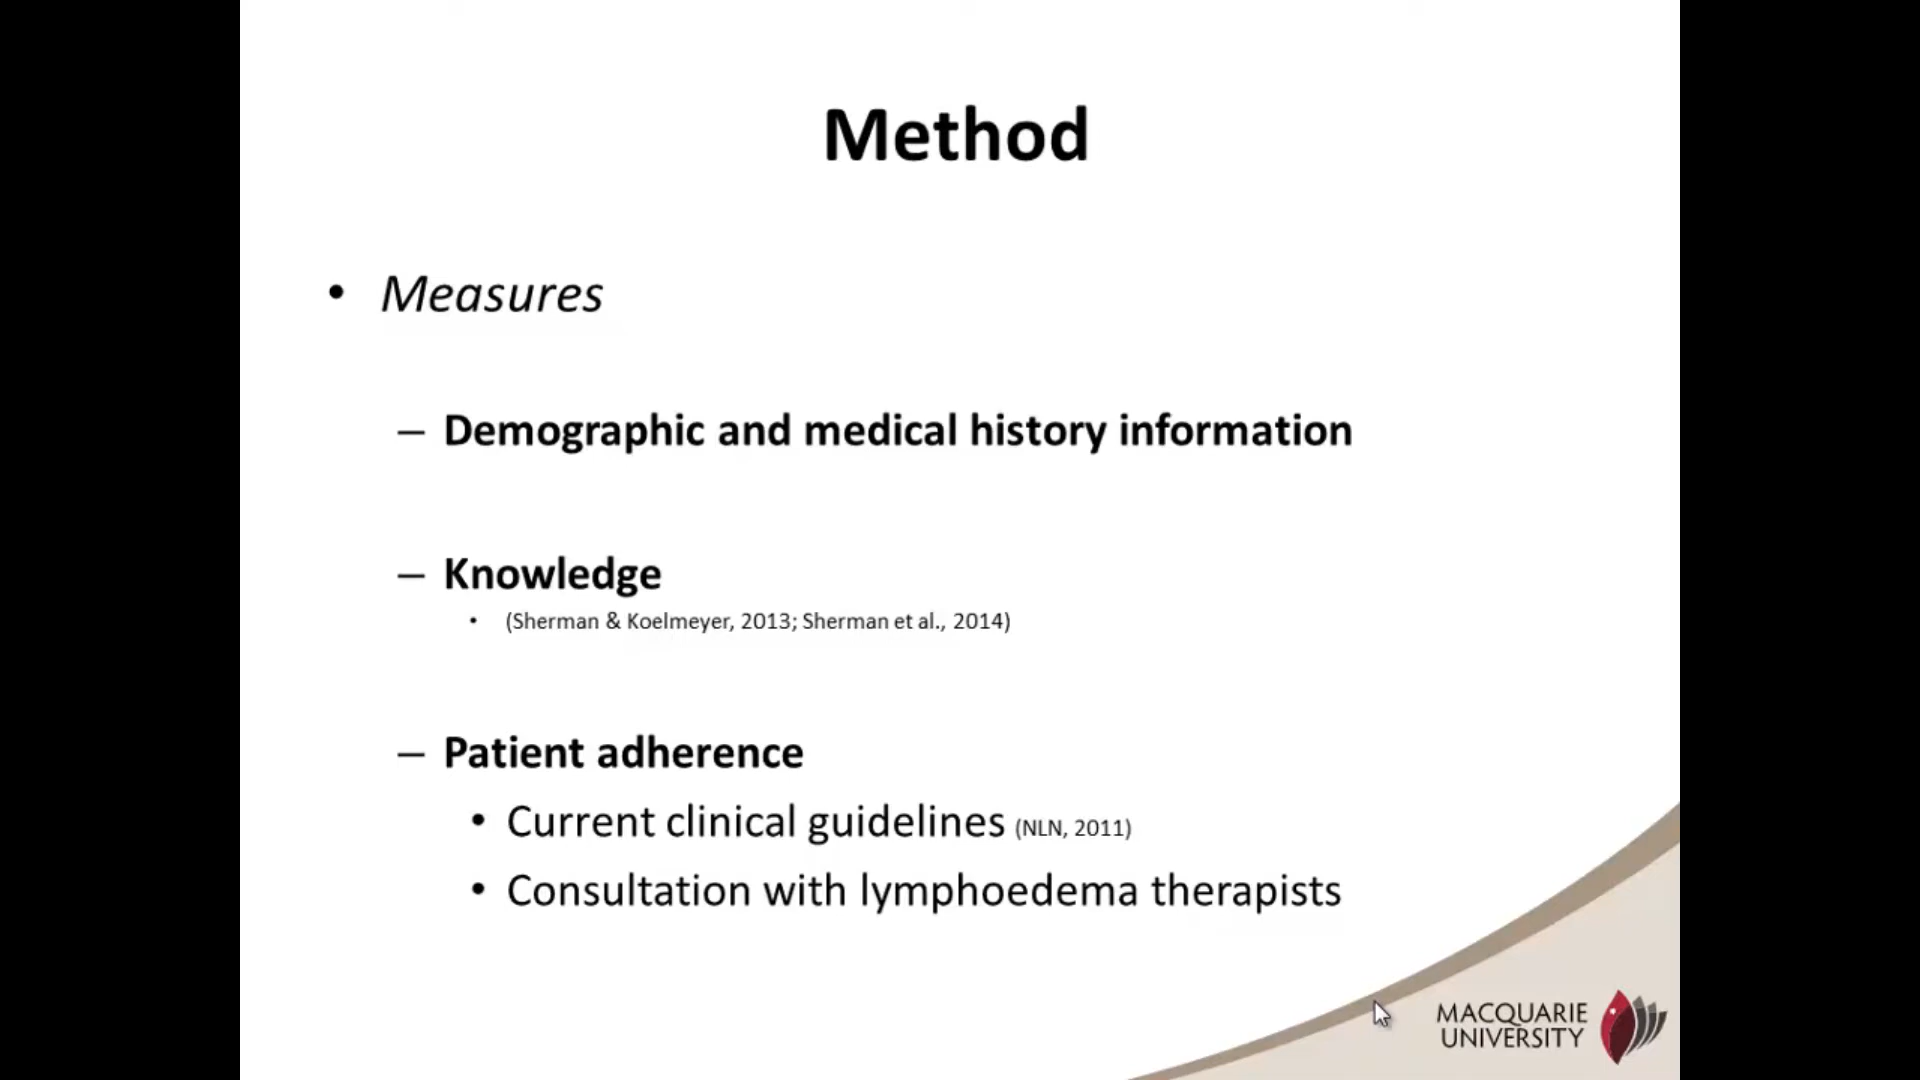 Method
• Measures
– Demographic and medical history information
– Knowledge
• (Sherman & Koelmeyer, 2013; Sherman et al., 2014)
– Patient adherence
• Current clinical guidelines (NLN, 2011)
• Consultation with lymphoedema therapists
MACQUARIE
UNIVERSITY